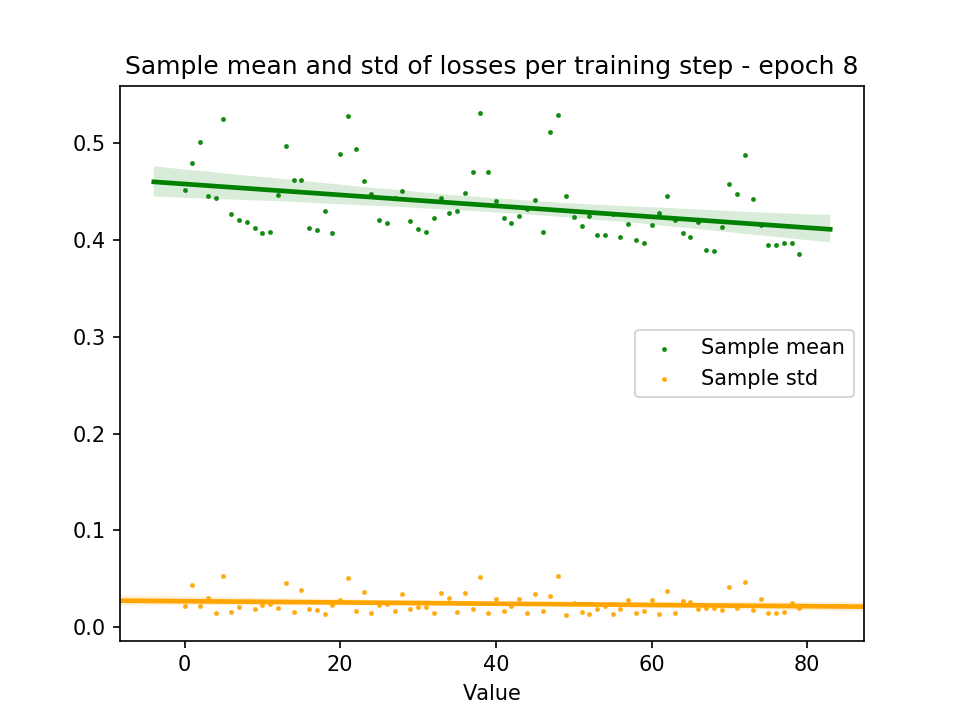 Sample mean and std of losses per training step - epoch 8
0.5
0.4
0.3
0.2
0.1
0.0
Sample mean
Sample std
0 20 40 60 80
Value